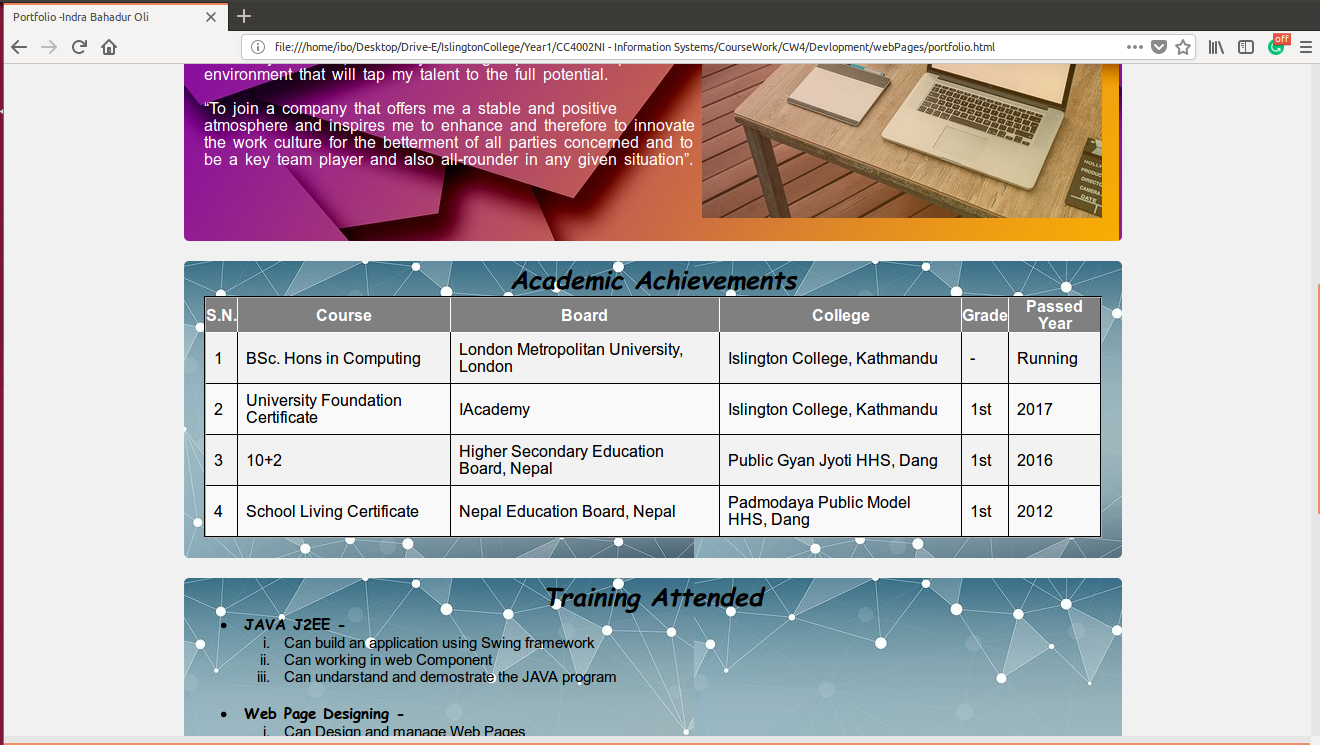 Portfolio -Indra Bahadur Oli
file:///home/ibo/Desktop/Drive-E/IslingtonCollege/Year1/CC4002NI - Information Systems/CourseWork/CW4/Devlopment/webPages/portfolio.html
off
environment that will tap my talent to the full potential.
“To join a company that offers me a stable and positive
atmosphere and inspires me to enhance and therefore to innovate
the work culture for the betterment of all parties concerned and to
be a key team player and also all-rounder in any given situation”.
HOLLY
PRODUC
DIRECTO
CAMERA
DATE
Academic Achievements
S.N. Course Board College Grade Passed Year
1 BSc. Hons in Computing London Metropolitan University, London Islington College, Kathmandu - Running
2 University Foundation Certificate IAcademy Islington College, Kathmandu 1st 2017
3 10+2 Higher Secondary Education Board, Nepal Public Gyan Jyoti HHS, Dang 1st 2016
4 School Living Certificate Nepal Education Board, Nepal Padmodaya Public Model HHS, Dang 1st 2012
Training Attended
• JAVA J2EE -
i. Can build an application using Swing framework
ii. Can working in web Component
iii. Can undarstand and demostrate the JAVA program
• Web Page Designing -
i. Can Design and manage Web Pages